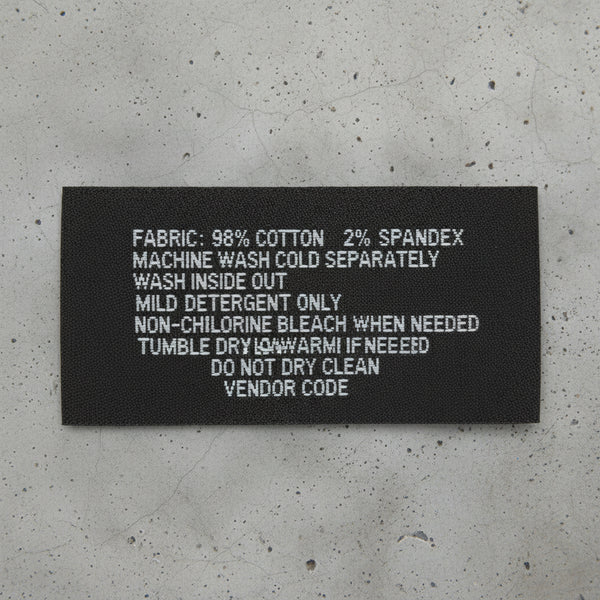 FABRIC: 98% COTTON 2% SPANDEX
MACHINE WASH COLD SEPARATELY
WASH INSIDE OUT
MILD DETERGENT ONLY
NON-CHILORINE BLEACH WHEN NEEDED
TUMBLE DRY IF
DO NOT DRY CLEAN
VENDOR CODE